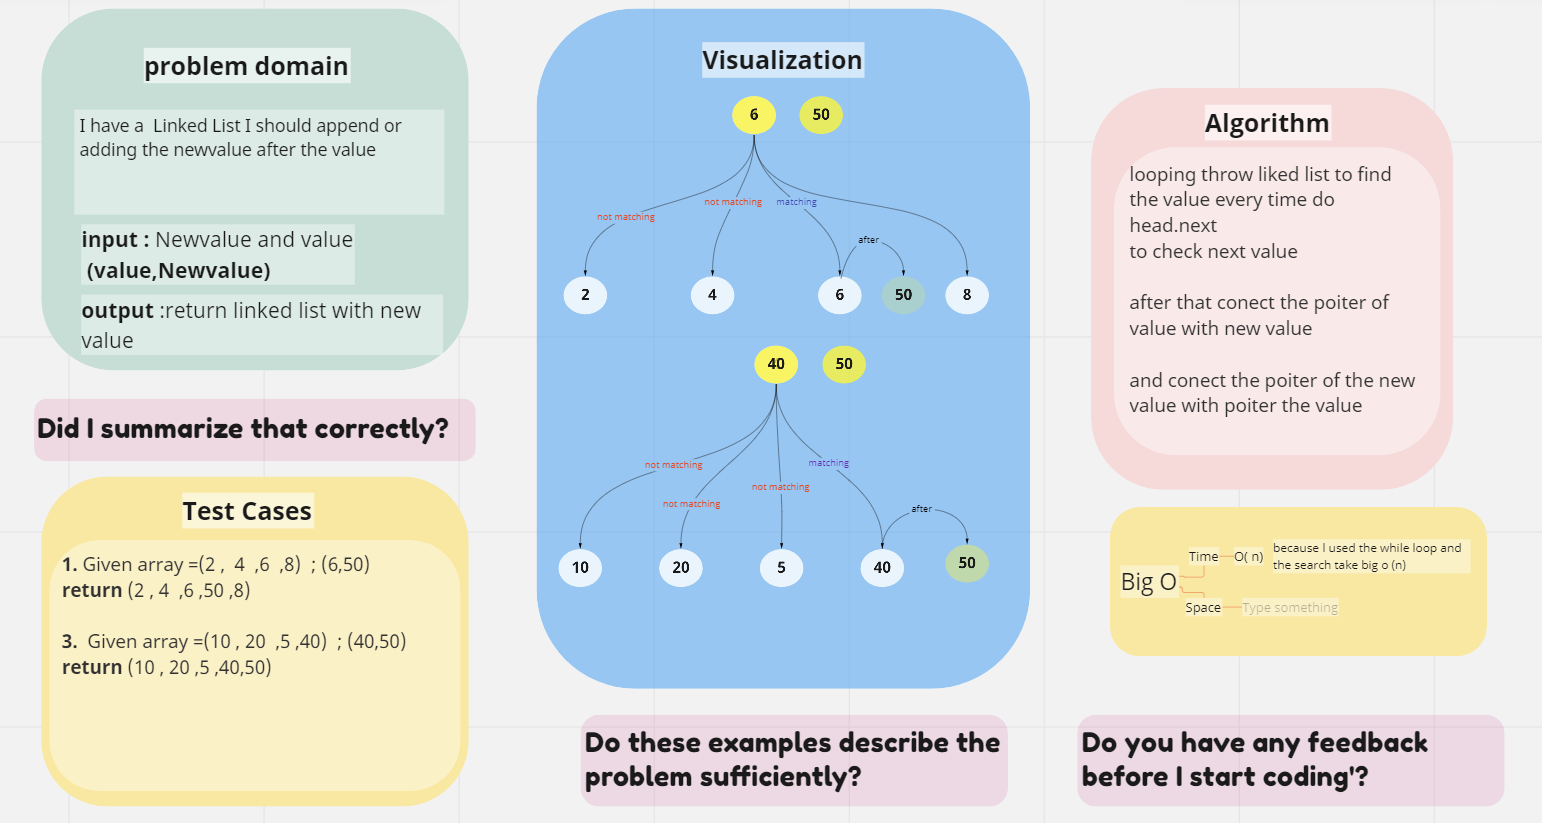 problem domain
I have a  Linked List I should append or
adding the newvalue after the value
input : Newvalue and value
(value,Newvalue)
output :return linked list with new
value
Did I summarize that correctly?
Test Cases
1. Given array =(2 ,  4  ,6  ,8)  ; (6,50)
return (2 , 4  ,6 ,50 ,8)
3.  Given array =(10 , 20  ,5 ,40)  ; (40,50)
return (10 , 20 ,5 ,40,50)
Visualization
6 50
not matching not matching matching
after
2 4 6 50 8
40 50
not matching matching
not matching
not matching
after
10 20 5 40 50
Do these examples describe the
problem sufficiently?
Algorithm
looping throw liked list to find
the value every time do
head.next
to check next value
after that conect the poiter of
value with new value
and conect the poiter of the new
value with poiter the value
Big O
Time O( n) because I used the while loop and
the search take big o (n)
Space Type something
Do you have any feedback
before I start coding'?